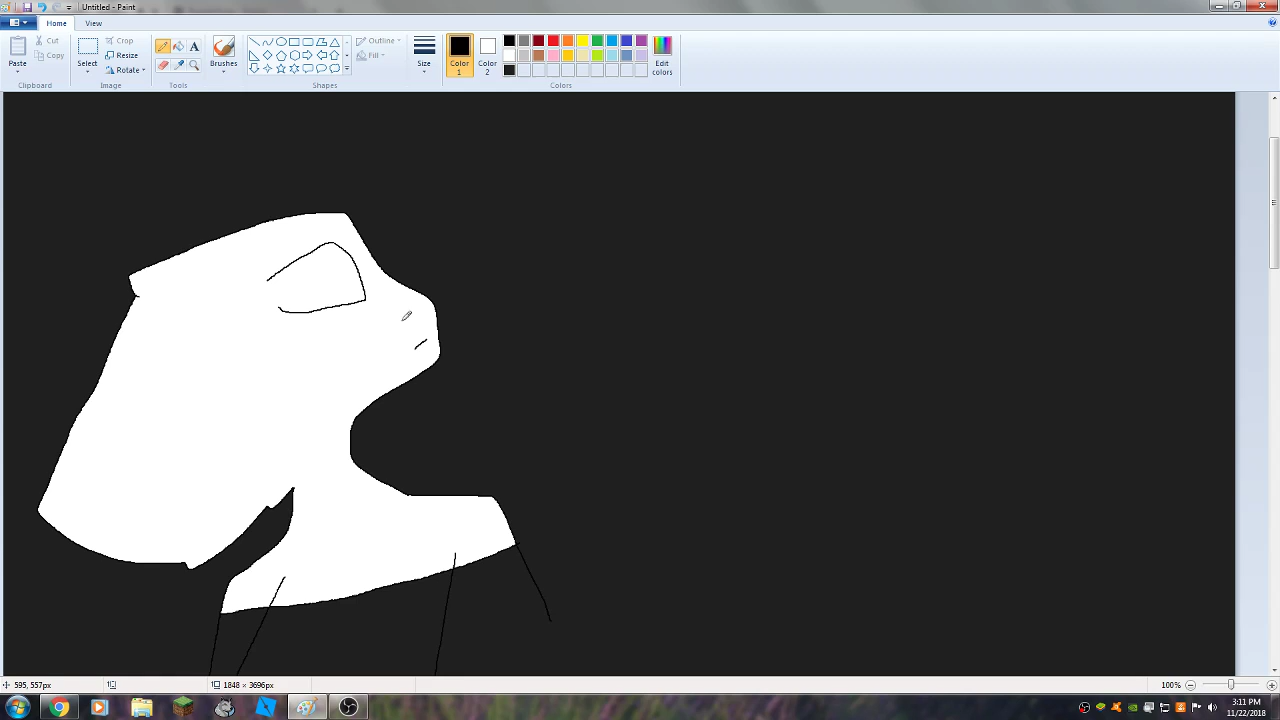 Untitled - Paint
Home View
Paste
Cut
Copy
Clipboard
Select
Crop
Resize
Rotate
Image
A
Tools
Brushes
Outline
Fill
Shapes
Size
Color 1
Color 2
Edit colors
Colors
595, 557px
1848 × 3696px
100%
3:11 PM
11/22/2018